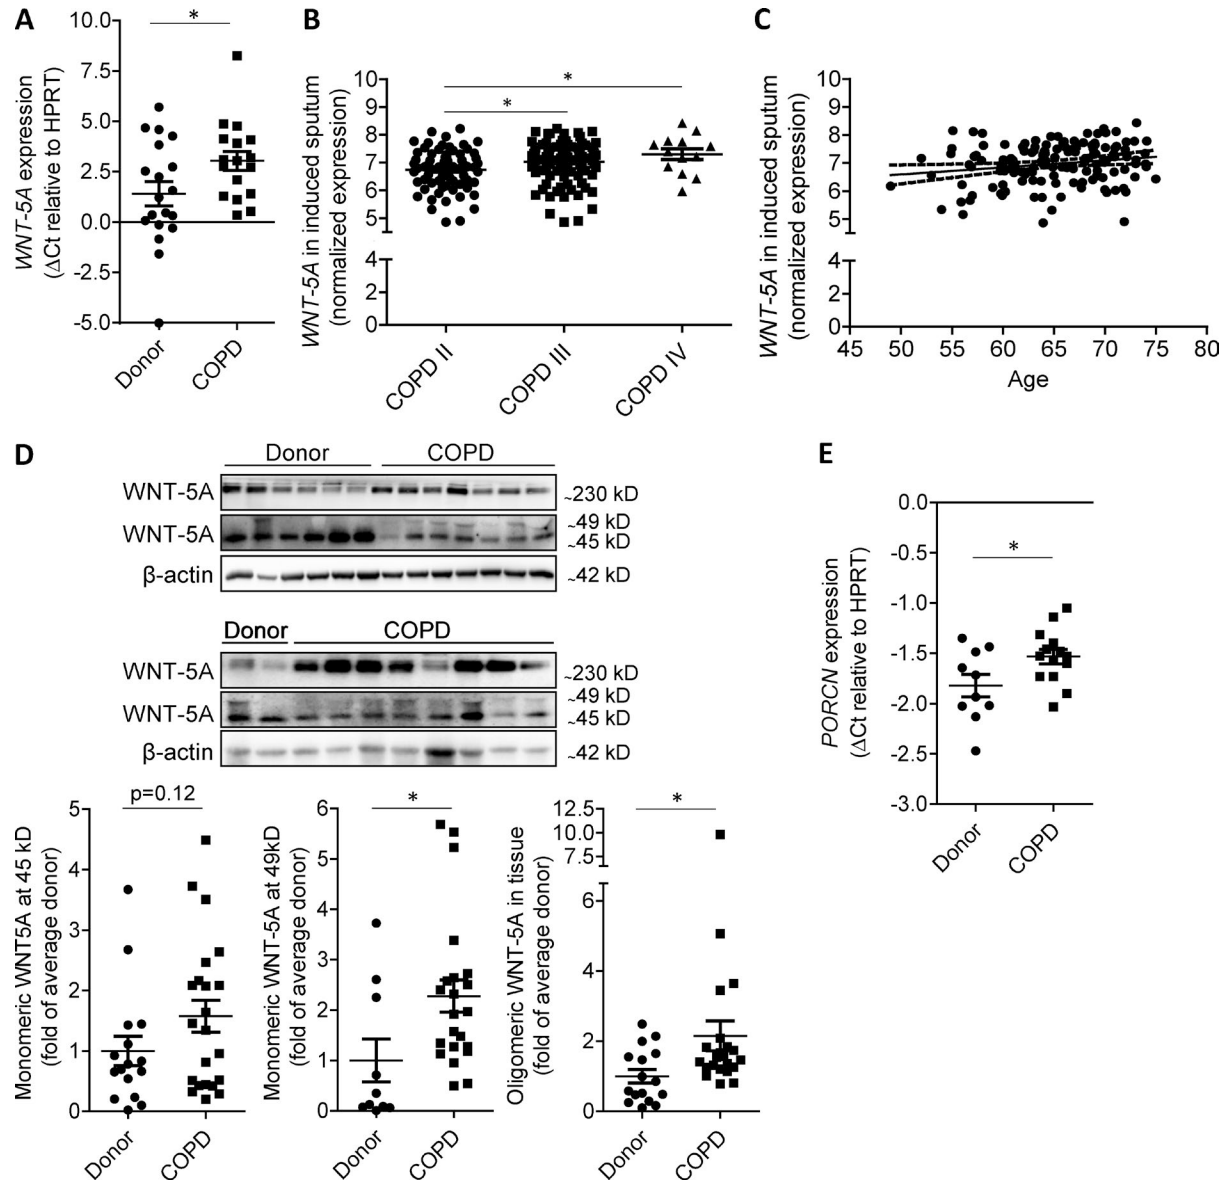 A
WNT-5A expression
(ΔCt relative to HPRT)
10.0
7.5
5.0
2.5
0.0
-2.5
-5.0
*
Donor
COPD
B
WNT-5A in induced sputum
(normalized expression)
10
9
8
7
6
5
4
2
0
*
*
COPD II
COPD III
COPD IV
C
WNT-5A in induced sputum
(normalized expression)
10
9
8
7
6
5
4
2
0
45 50 55 60 65 70 75 80
Age
D
Donor COPD
WNT-5A ~230 kD
~49 kD
WNT-5A ~45 kD
β-actin ~42 kD
Donor COPD
WNT-5A ~230 kD
~49 kD
WNT-5A ~45 kD
β-actin ~42 kD
Monomeric WNT5A at 45 kD
(fold of average donor)
5
4
3
2
1
0
p=0.12
Donor
COPD
Monomeric WNT-5A at 49kD
(fold of average donor)
6
5
4
3
2
1
0
*
Donor
COPD
Oligomeric WNT-5A in tissue
(fold of average donor)
12.5
10.0
7.5
6
4
2
0
*
Donor
COPD
E
PORCN expression
(ΔCt relative to HPRT)
0.0
-0.5
-1.0
-1.5
-2.0
-2.5
-3.0
*
Donor
COPD